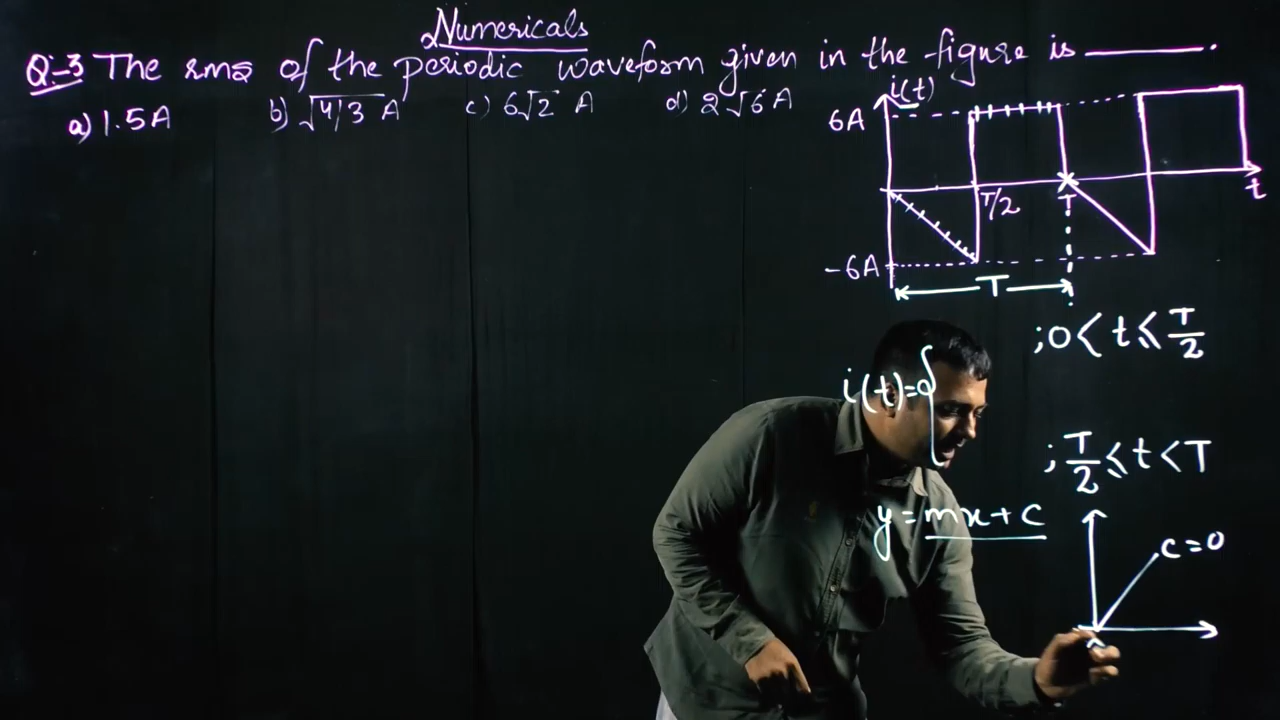 Numericals
Q-3 The rms of the periodic waveform given in the figure is ______.
a) 1.5A b) √4/3 A c) 6√2 A d) 2√6 A
i(t)
6A
T/2 T t
-6A
T
i(t)= { ; 0 < t ≤ T/2
; T/2 ≤ t < T
y = mx + c
c = 0